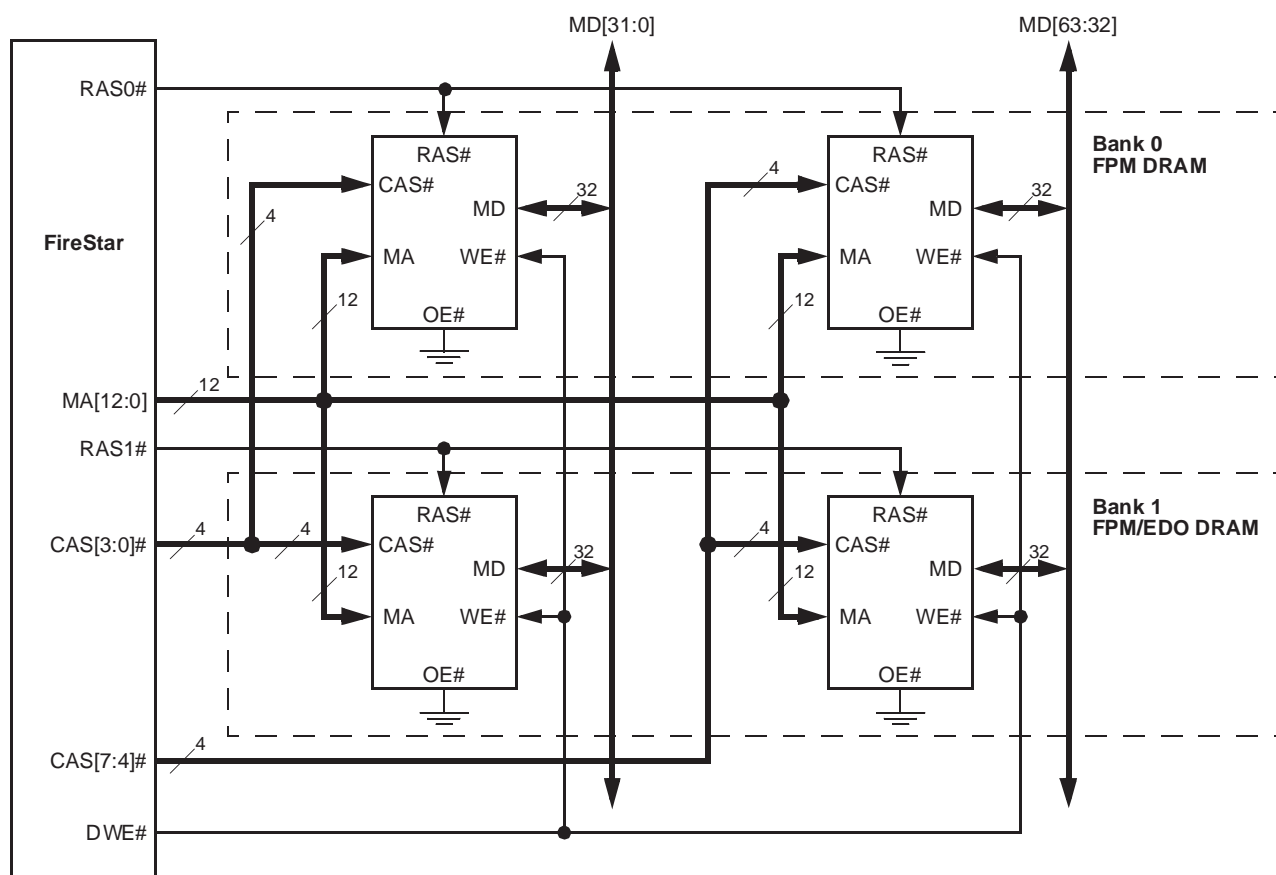 MD[31:0]
MD[63:32]
RAS0#
Bank 0
FPM DRAM
RAS#
CAS#
MD
MA
WE#
OE#
4
32
12
RAS#
CAS#
MD
MA
WE#
OE#
4
32
12
FireStar
MA[12:0]
12
RAS1#
Bank 1
FPM/EDO DRAM
CAS[3:0]#
4
4
RAS#
CAS#
MD
MA
WE#
OE#
32
12
4
RAS#
CAS#
MD
MA
WE#
OE#
32
12
CAS[7:4]#
4
DWE#